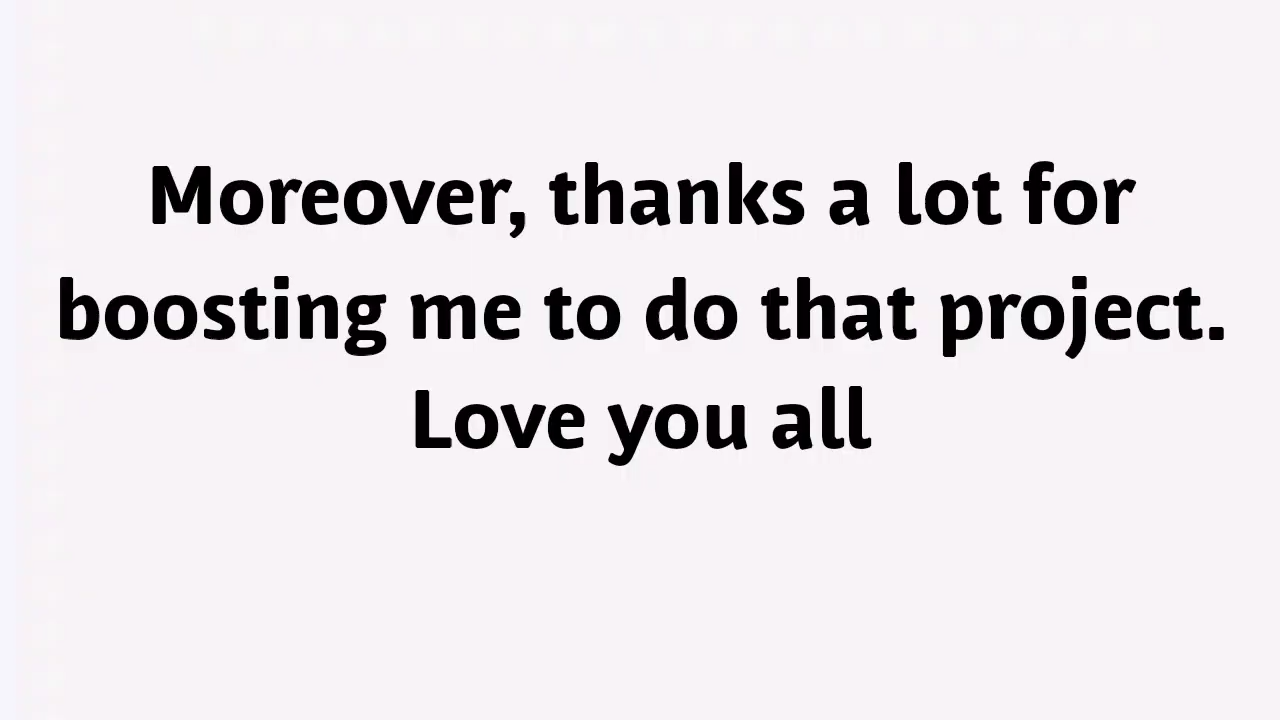 Moreover, thanks a lot for
boosting me to do that project.
Love you all